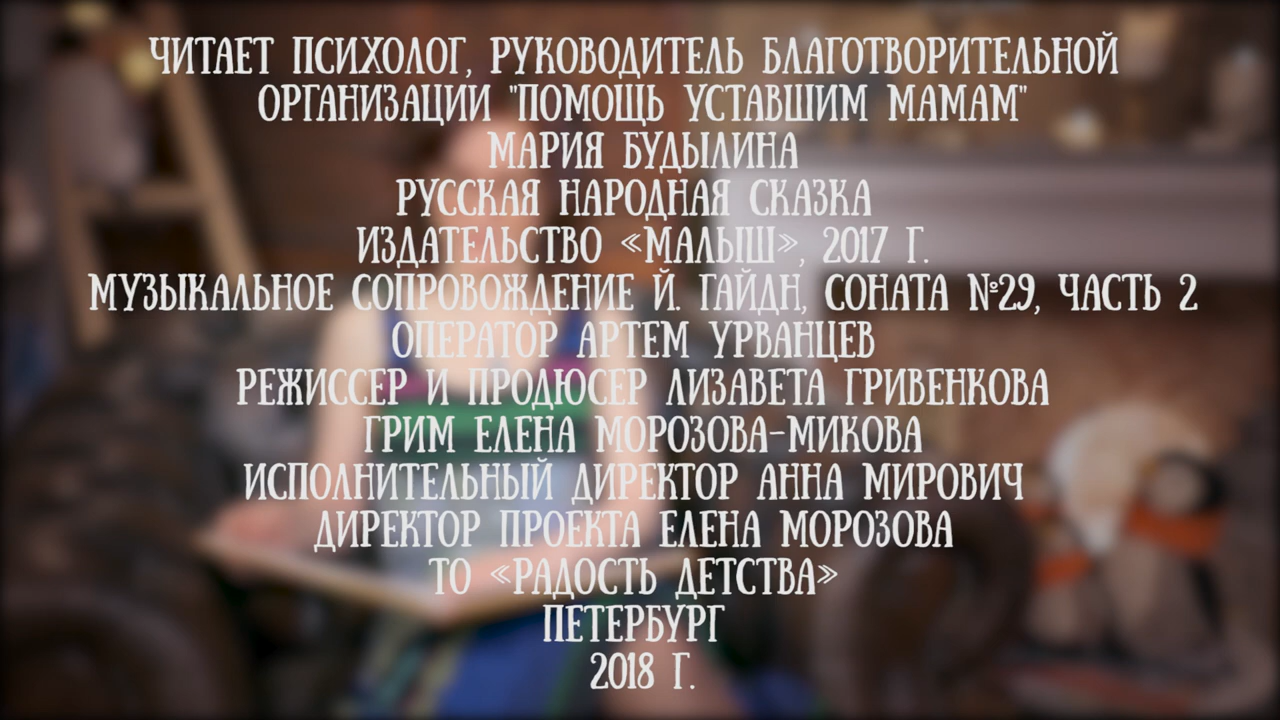 ЧИТАЕТ ПСИХОЛОГ, РУКОВОДИТЕЛЬ БЛАГОТВОРИТЕЛЬНОЙ
ОРГАНИЗАЦИИ "ПОМОЩЬ УСТАВШИМ МАМАМ"
МАРИЯ БУДЫЛИНА
РУССКАЯ НАРОДНАЯ СКАЗКА
ИЗДАТЕЛЬСТВО «МАЛЫШ», 2017 Г.
МУЗЫКАЛЬНОЕ СОПРОВОЖДЕНИЕ Й. ГАЙДН, СОНАТА №29, ЧАСТЬ 2
ОПЕРАТОР АРТЕМ УРВАНЦЕВ
РЕЖИССЕР И ПРОДЮСЕР ЛИЗАВЕТА ГРИВЕНКОВА
ГРИМ ЕЛЕНА МОРОЗОВА-МИКОВА
ИСПОЛНИТЕЛЬНЫЙ ДИРЕКТОР АННА МИРОВИЧ
ДИРЕКТОР ПРОЕКТА ЕЛЕНА МОРОЗОВА
ТО «РАДОСТЬ ДЕТСТВА»
ПЕТЕРБУРГ
2018 Г.